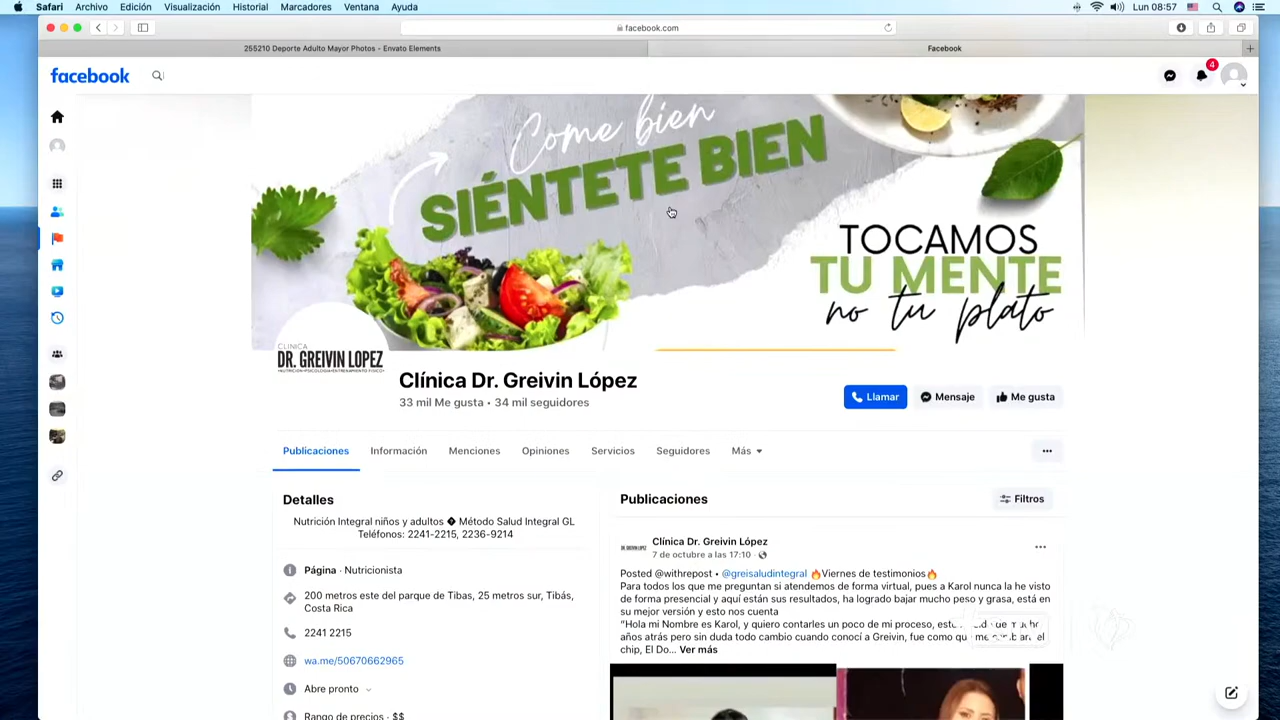 Safari Archivo Edición Visualización Historial Marcadores Ventana Ayuda Lun 08:57
facebook.com
255210 Deporte Adulto Mayor Photos - Envato Elements
Facebook
facebook
4
Come bien
SIÉNTETE BIEN
TOCAMOS
TU MENTE
no tu plato
CLINICA
DR. GREIVIN LOPEZ
Clínica Dr. Greivin López
33 mil Me gusta • 34 mil seguidores
Llamar
Mensaje
Me gusta
Publicaciones
Información
Menciones
Opiniones
Servicios
Seguidores
Más
Detalles
Nutrición Integral niños y adultos � Método Salud Integral GL
Teléfonos: 2241-2215, 2236-9214
Página · Nutricionista
200 metros este del parque de Tibas, 25 metros sur, Tibás,
Costa Rica
2241 2215
wa.me/50670662965
Abre pronto
Rango de precios · $$
Publicaciones
Filtros
DR. GREIVIN LOPEZ
Clínica Dr. Greivin López
7 de octubre a las 17:10 ·
Posted @withrepost • @greisaludintegral 🔥Viernes de testimonios🔥
Para todos los que me preguntan si atendemos de forma virtual, pues a Karol nunca la he visto
de forma presencial y aquí están sus resultados, ha logrado bajar mucho peso y grasa, está en
su mejor versión y esto nos cuenta
"Hola mi Nombre es Karol, y quiero contarles un poco de mi proceso, este
años atrás pero sin duda todo cambio cuando conocí a Greivin, fue como
chip, El Do... Ver más